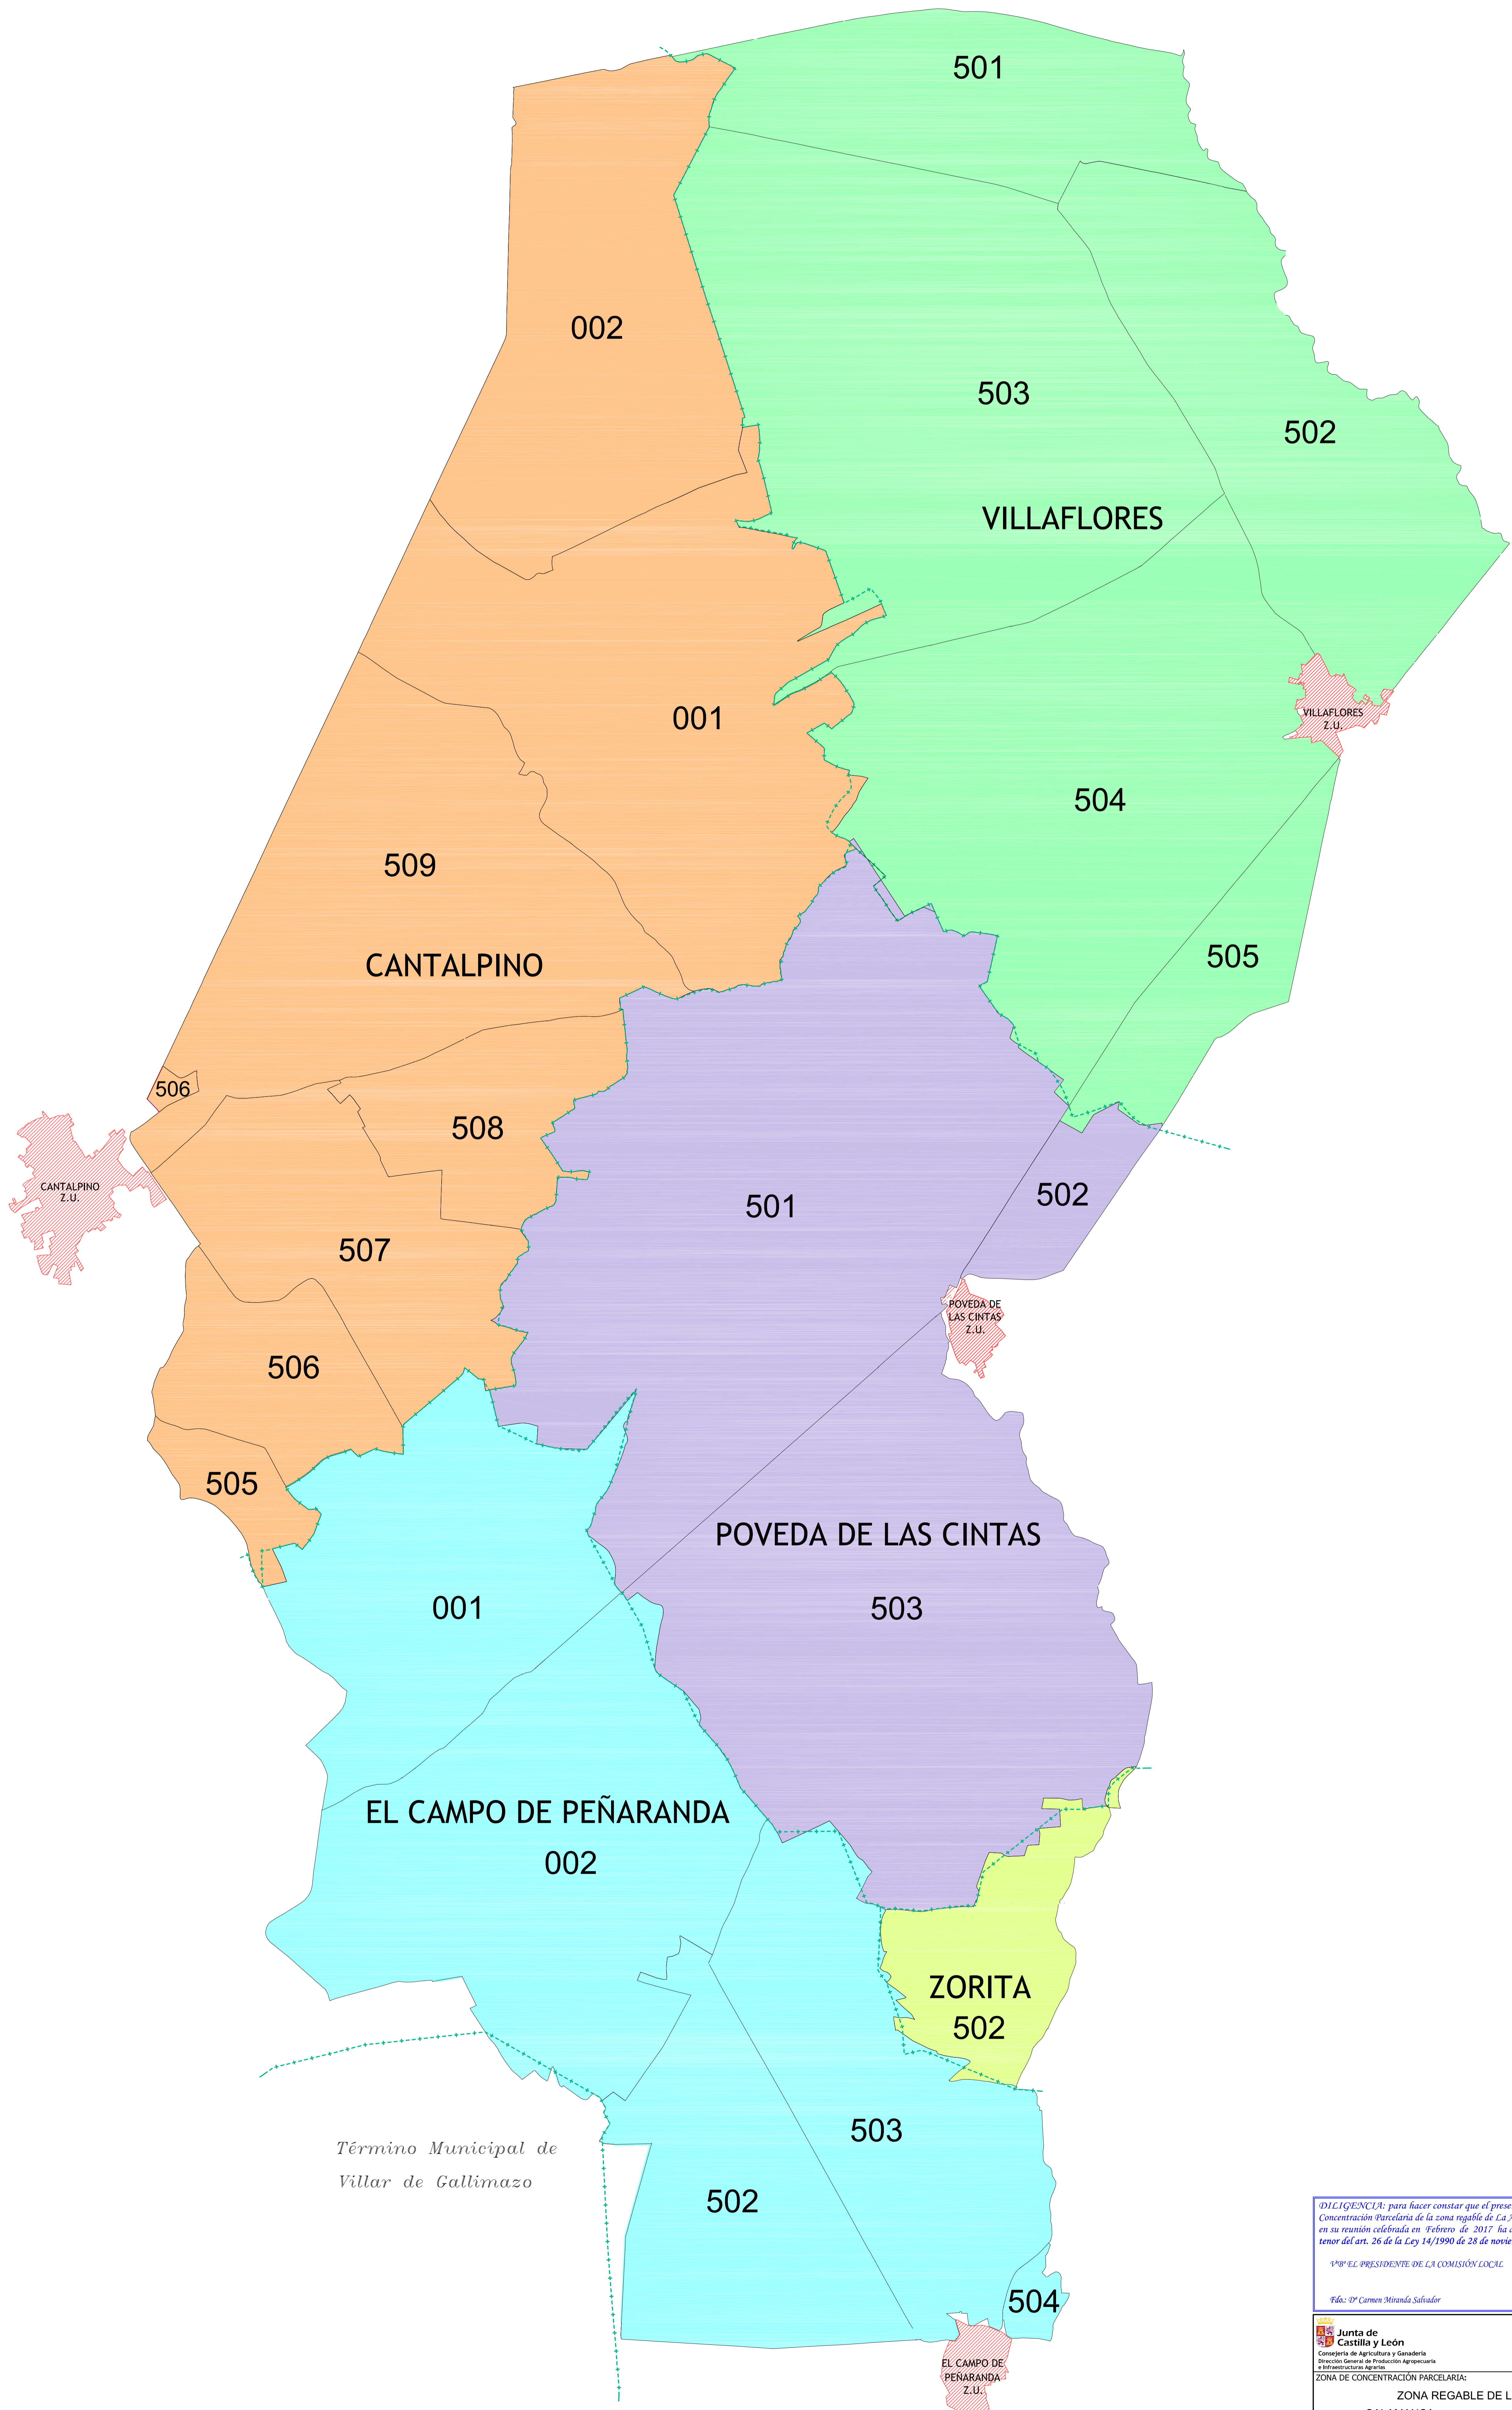 501
002
503
502
VILLAFLORES
001
VILLAFLORES
Z.U.
504
509
CANTALPINO
505
506
508
CANTALPINO
Z.U.
502
501
507
POVEDA DE
LAS CINTAS
Z.U.
506
505
POVEDA DE LAS CINTAS
001
503
EL CAMPO DE PEÑARANDA
002
ZORITA
502
503
Término Municipal de
Villar de Gallimazo
502
504
EL CAMPO DE
PEÑARANDA
Z.U.
DILIGENCIA: para hacer constar que el prese
Concentración Parcelaria de la zona regable de La A
en su reunión celebrada en Febrero de 2017 ha a
tenor del art. 26 de la Ley 14/1990 de 28 de novie
VºBº EL PRESIDENTE DE LA COMISIÓN LOCAL
Fdo.: Dª Carmen Miranda Salvador
Junta de
Castilla y León
Consejería de Agricultura y Ganadería
Dirección General de Producción Agropecuaria
e Infraestructuras Agrarias
ZONA DE CONCENTRACIÓN PARCELARIA:
ZONA REGABLE DE L